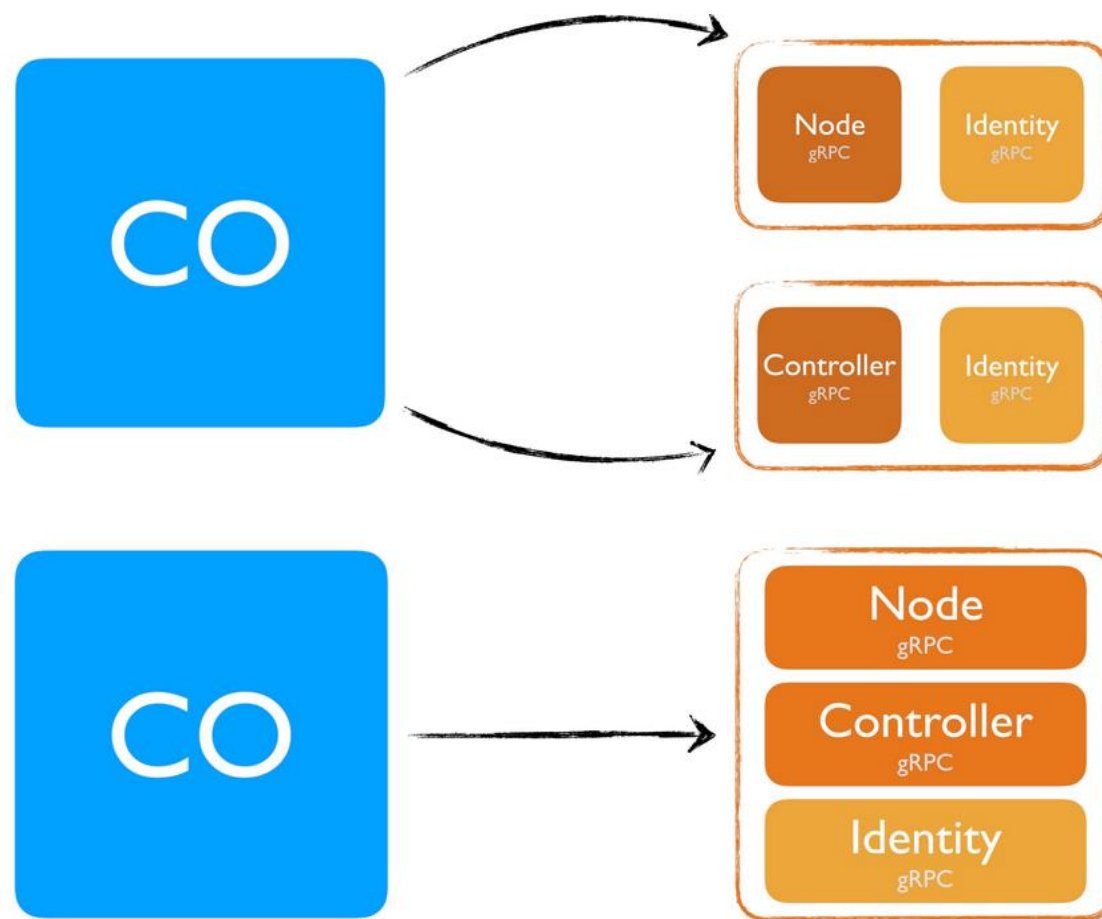 CO
Node
gRPC
Identity
gRPC
Controller
gRPC
Identity
gRPC
CO
Node
gRPC
Controller
gRPC
Identity
gRPC